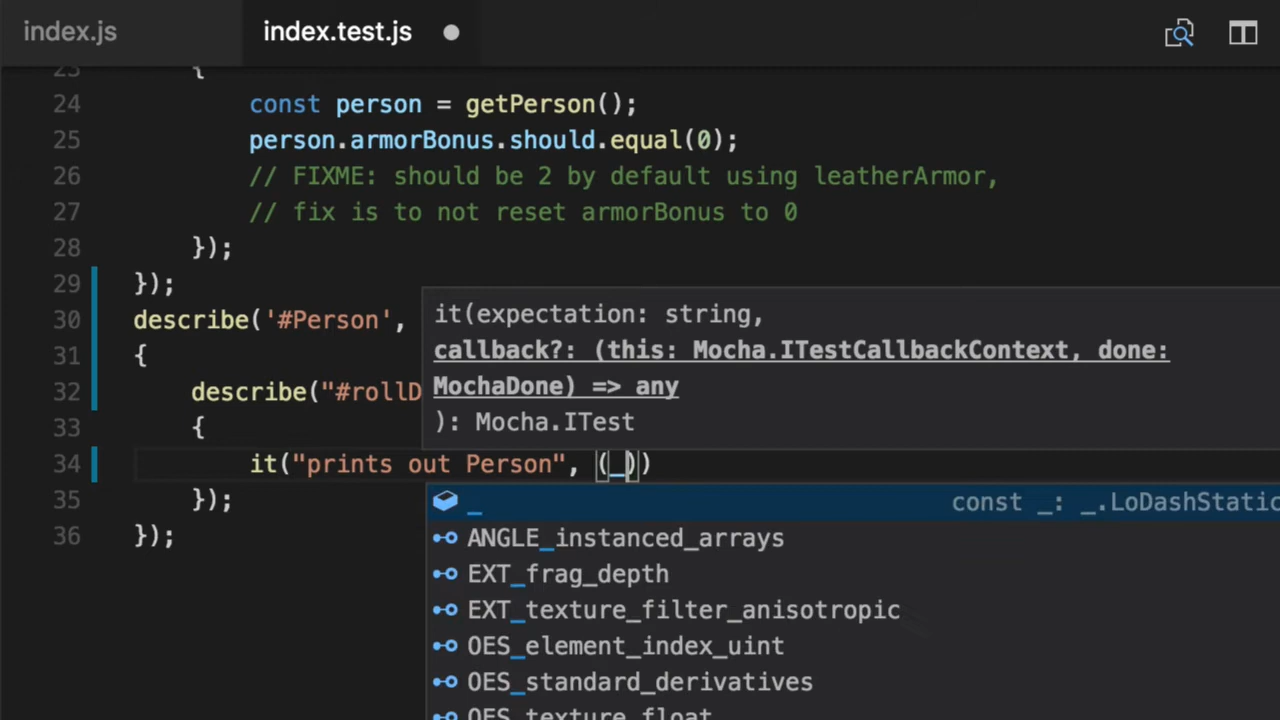 index.js
index.test.js
23 {
24 const person = getPerson();
25 person.armorBonus.should.equal(0);
26 // FIXME: should be 2 by default using leatherArmor,
27 // fix is to not reset armorBonus to 0
28 });
29 });
30 describe('#Person',
31 {
32 describe("#rollD
33 {
34 it("prints out Person", (_))
35 });
36 });
it(expectation: string,
callback?: (this: Mocha.ITestCallbackContext, done:
MochaDone) => any
): Mocha.ITest
_ const _: _.LoDashStatic
ANGLE_instanced_arrays
EXT_frag_depth
EXT_texture_filter_anisotropic
OES_element_index_uint
OES_standard_derivatives
OES_texture_float